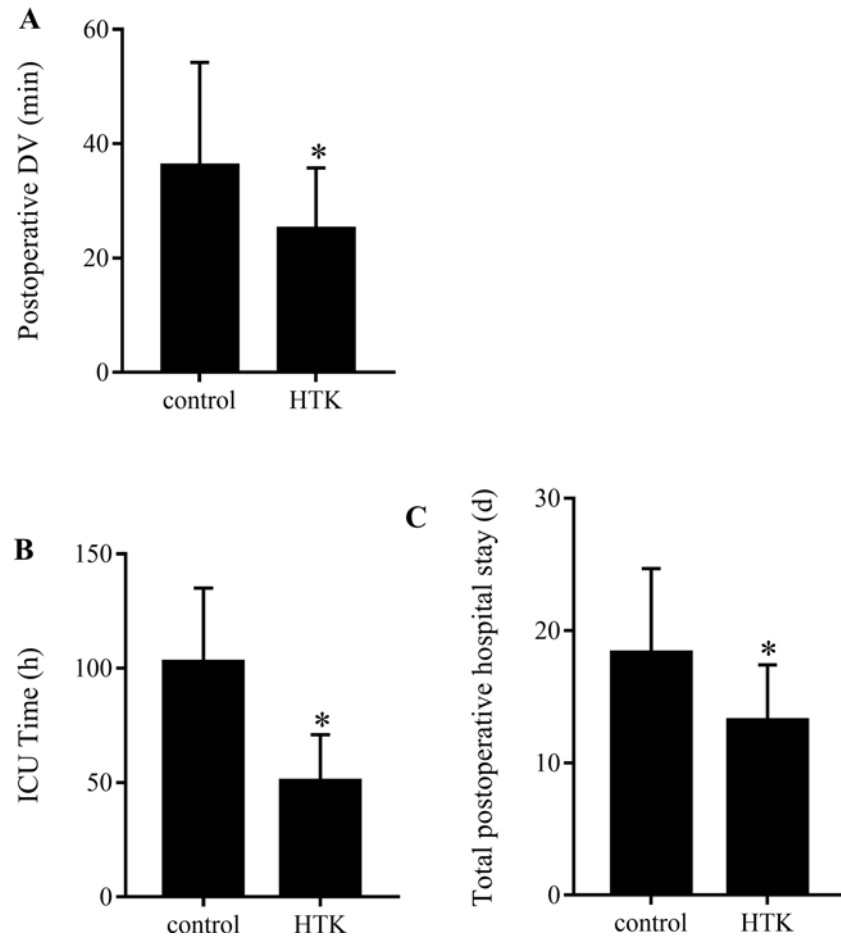 A
Postoperative DV (min)
60
40
20
0
*
control
HTK
B
ICU Time (h)
150
100
50
0
*
control
HTK
C
Total postoperative hospital stay (d)
30
20
10
0
*
control
HTK